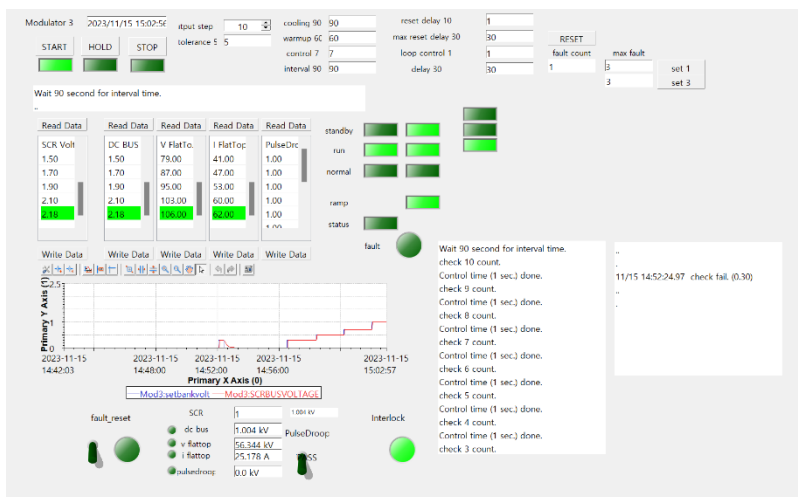 Modulator 3 2023/11/15 15:02:56 itput step 10 cooling 90 90 reset delay 10 1
tolerance 5 5 warmup 6C 60 max reset delay 30 30
START HOLD STOP control 7 7 loop control 1 1
interval 90 90 delay 30 30
RESET
fault count max fault
1 3 set 1
3 set 3
Wait 90 second for interval time.
..
Read Data Read Data Read Data Read Data Read Data
SCR Volt DC BUS V FlatTo. I FlatTop PulseDrc
1.50 1.50 79.00 41.00 1.00
1.70 1.70 87.00 47.00 1.00
1.90 1.90 95.00 53.00 1.00
2.10 2.10 103.00 60.00 1.00
2.18 2.18 106.00 62.00 1.00
1.00
Write Data Write Data Write Data Write Data Write Data
standby
run
normal
ramp
status
fault
Primary Y Axis (1)
2.5
1
0
2023-11-15 2023-11-15 2023-11-15 2023-11-15 2023-11-15
14:42:03 14:48:00 14:52:00 14:56:00 15:02:57
Primary X Axis (0)
Mod3:setbankvolt Mod3:SCRBUSVOLTAGE
Wait 90 second for interval time.
check 10 count.
Control time (1 sec.) done.
check 9 count.
Control time (1 sec.) done.
check 8 count.
Control time (1 sec.) done.
check 7 count.
Control time (1 sec.) done.
check 6 count.
Control time (1 sec.) done.
check 5 count.
Control time (1 sec.) done.
check 4 count.
Control time (1 sec.) done.
check 3 count.
..
11/15 14:52:24.97 check fail. (0.30)
..
.
fault_reset
SCR 1 1.004 kV
dc bus 1.004 kV
v flattop 56.344 kV
i flattop 25.178 A
pulsedroop 0.0 kV
PulseDroop
Interlock